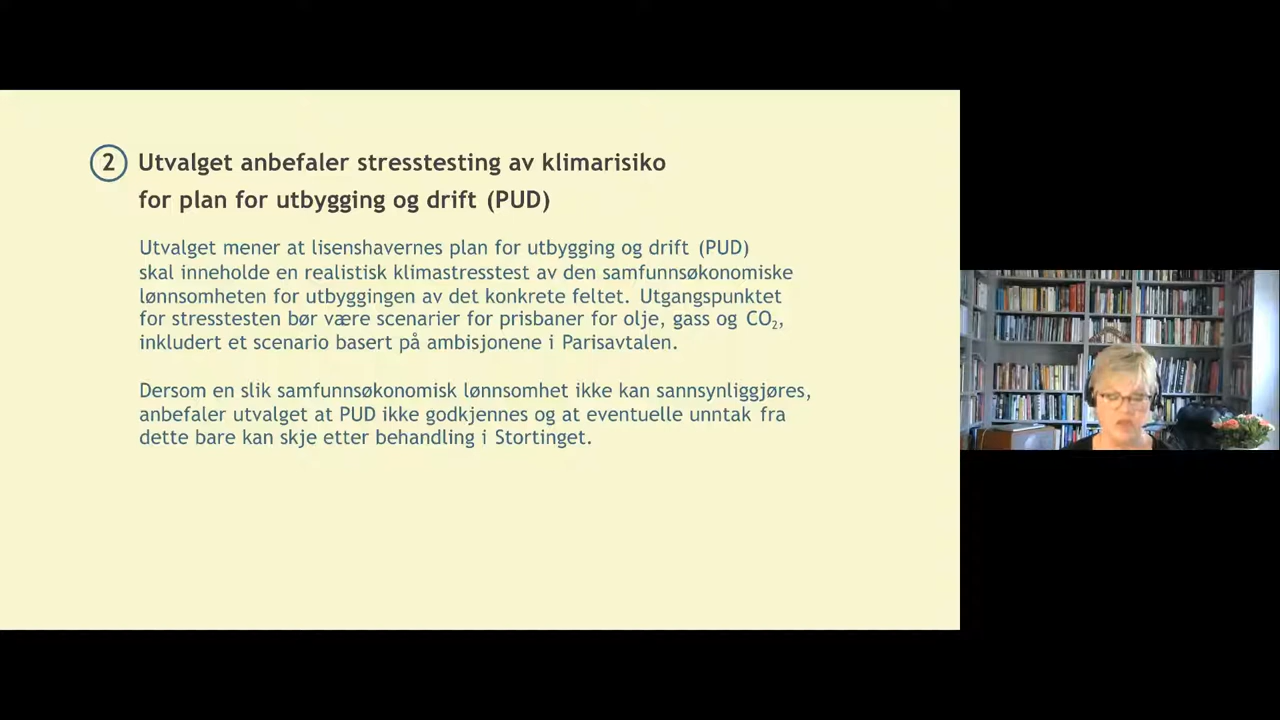 2 Utvalget anbefaler stresstesting av klimarisiko
for plan for utbygging og drift (PUD)
Utvalget mener at lisenshavernes plan for utbygging og drift (PUD)
skal inneholde en realistisk klimastresstest av den samfunnsøkonomiske
lønnsomheten for utbyggingen av det konkrete feltet. Utgangspunktet
for stresstesten bør være scenarier for prisbaner for olje, gass og CO₂,
inkludert et scenario basert på ambisjonene i Parisavtalen.
Dersom en slik samfunnsøkonomisk lønnsomhet ikke kan sannsynliggjøres,
anbefaler utvalget at PUD ikke godkjennes og at eventuelle unntak fra
dette bare kan skje etter behandling i Stortinget.